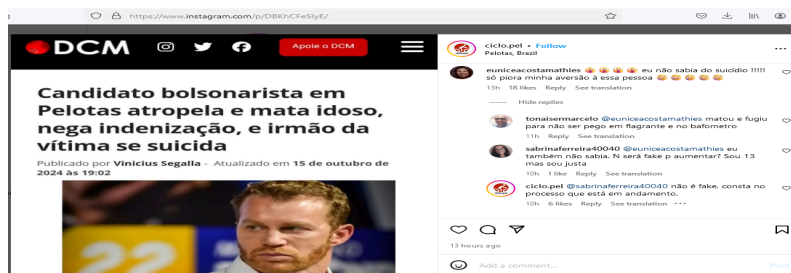 https://www.instagram.com/p/DBKhCFeSIyE/
DCM
Apoie o DCM
Candidato bolsonarista em
Pelotas atropela e mata idoso,
nega indenização, e irmão da
vítima se suicida
Publicado por Vinicius Segalla - Atualizado em 15 de outubro de
2024 às 19:02
22
ciclo.pel • Follow
Pelotas, Brazil
euniceacostamathies eu não sabia do suicídio !!!!!
só piora minha aversão à essa pessoa
13h 18 likes Reply See translation
Hide replies
tonaisermarcelo @euniceacostamathies matou e fugiu
para não ser pego em flagrante e no bafometro
11h Reply See translation
sabrinaferreira40040 @euniceacostamathies eu
também não sabia. N será fake p aumentar? Sou 13
mas sou justa
10h 1 like Reply See translation
ciclo.pel @sabrinaferreira40040 não é fake, consta no
processo que está em andamento.
10h 6 likes Reply See translation •••
13 hours ago
Add a comment...
Post